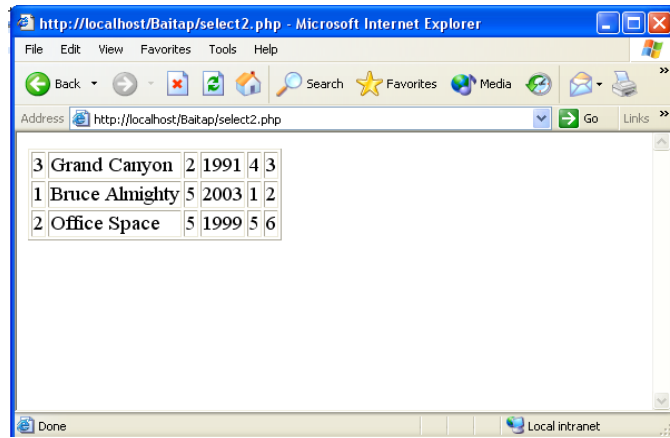 http://localhost/Baitap/select2.php - Microsoft Internet Explorer
File Edit View Favorites Tools Help
Back Search Favorites Media
Address http://localhost/Baitap/select2.php Go Links
3 Grand Canyon 2 1991 4 3
1 Bruce Almighty 5 2003 1 2
2 Office Space 5 1999 5 6
Done Local intranet